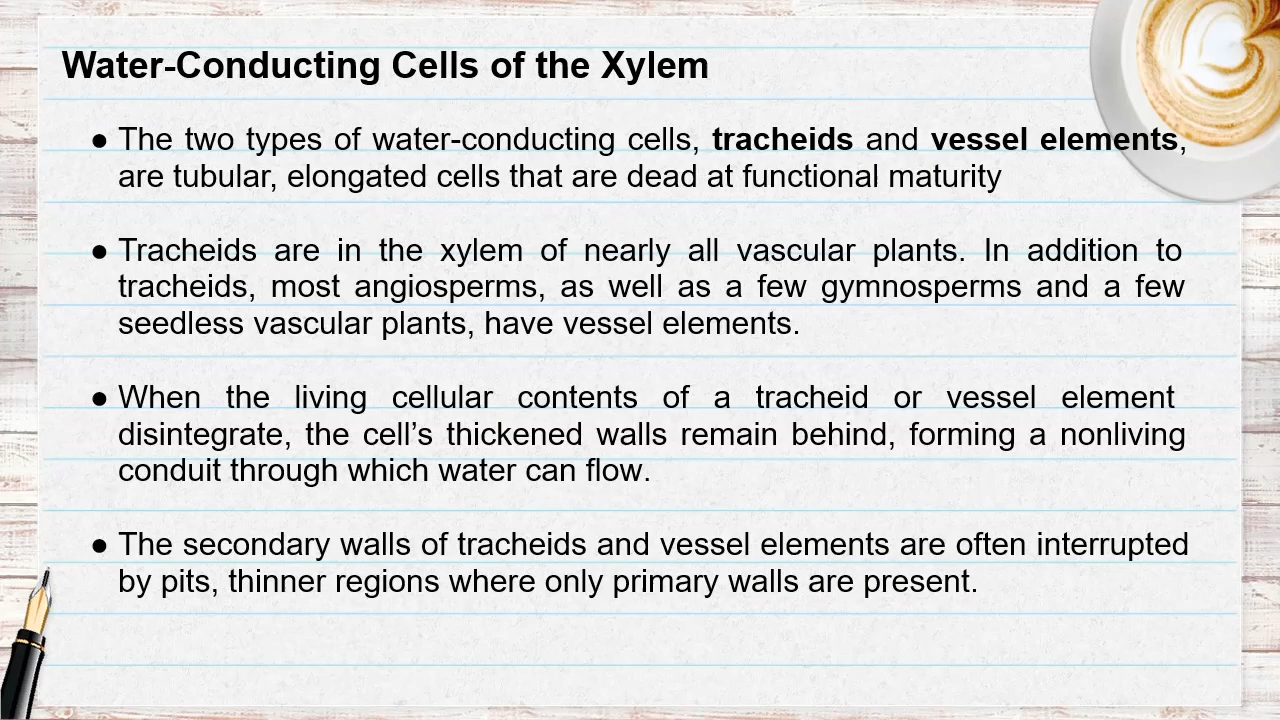 Water-Conducting Cells of the Xylem
● The two types of water-conducting cells, tracheids and vessel elements,
are tubular, elongated cells that are dead at functional maturity
● Tracheids are in the xylem of nearly all vascular plants. In addition to
tracheids, most angiosperms, as well as a few gymnosperms and a few
seedless vascular plants, have vessel elements.
● When the living cellular contents of a tracheid or vessel element
disintegrate, the cell’s thickened walls remain behind, forming a nonliving
conduit through which water can flow.
● The secondary walls of tracheids and vessel elements are often interrupted
by pits, thinner regions where only primary walls are present.